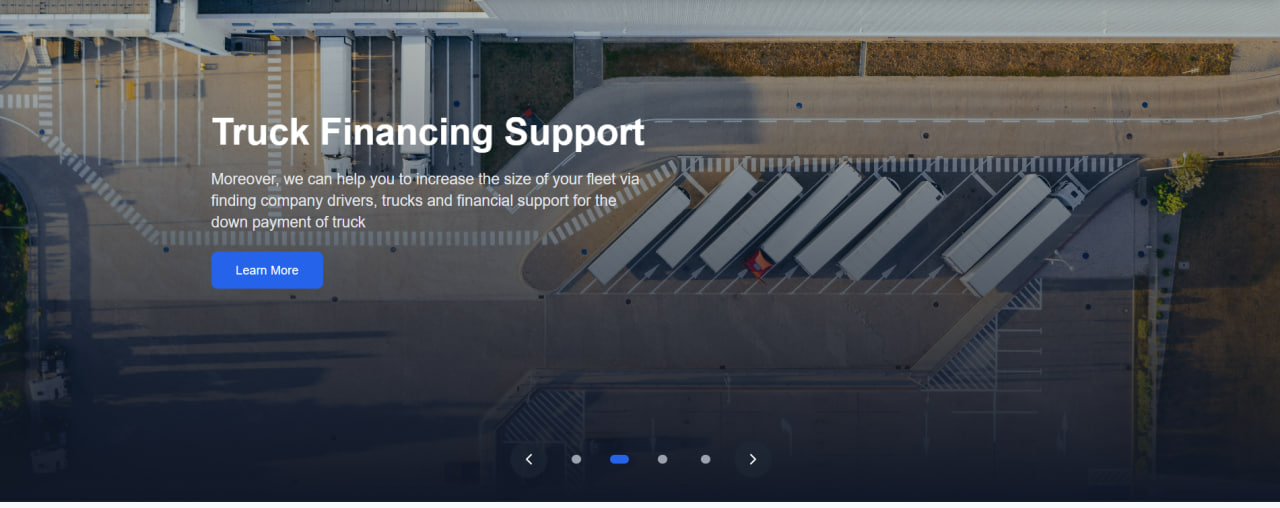 Truck Financing Support
Moreover, we can help you to increase the size of your fleet via
finding company drivers, trucks and financial support for the
down payment of truck
Learn More